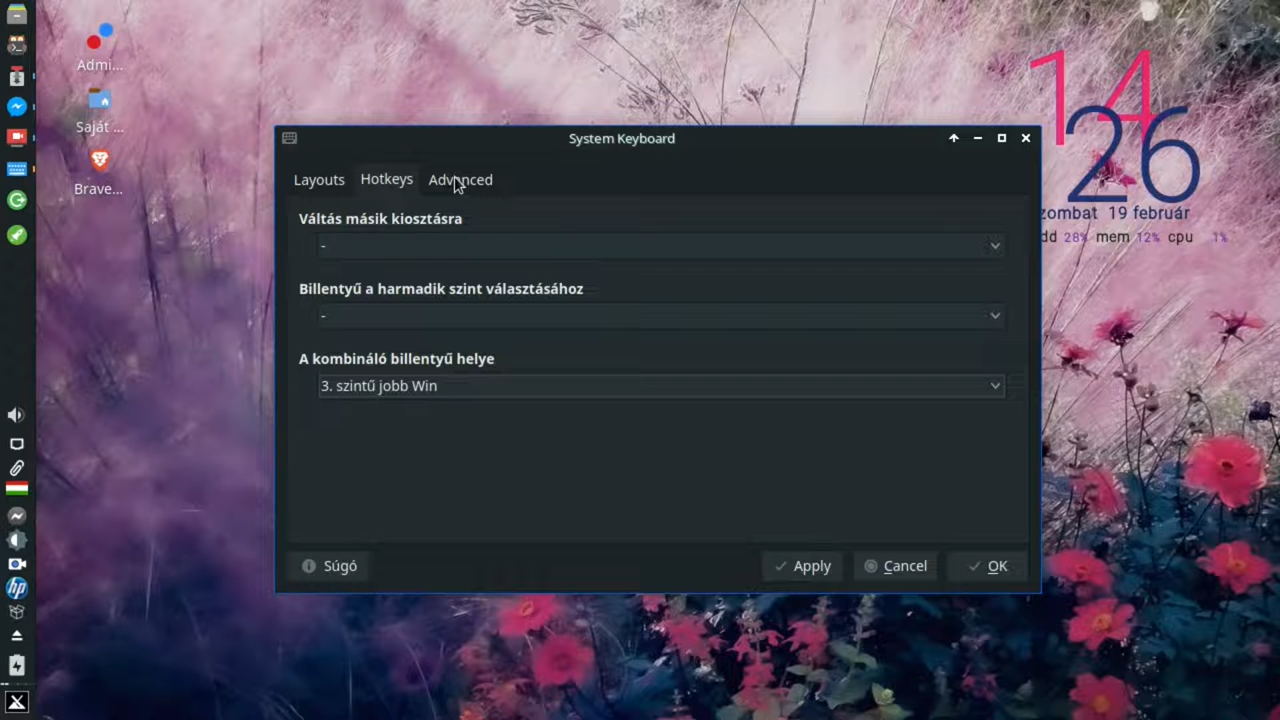 Admi...
Saját ...
Brave...
14
26
zombat 19 február
dd 28% mem 12% cpu 1%
System Keyboard
Layouts Hotkeys Advanced
Váltás másik kiosztásra
-
Billentyű a harmadik szint választásához
-
A kombináló billentyű helye
3. szintű jobb Win
Súgó
Apply
Cancel
OK
hp